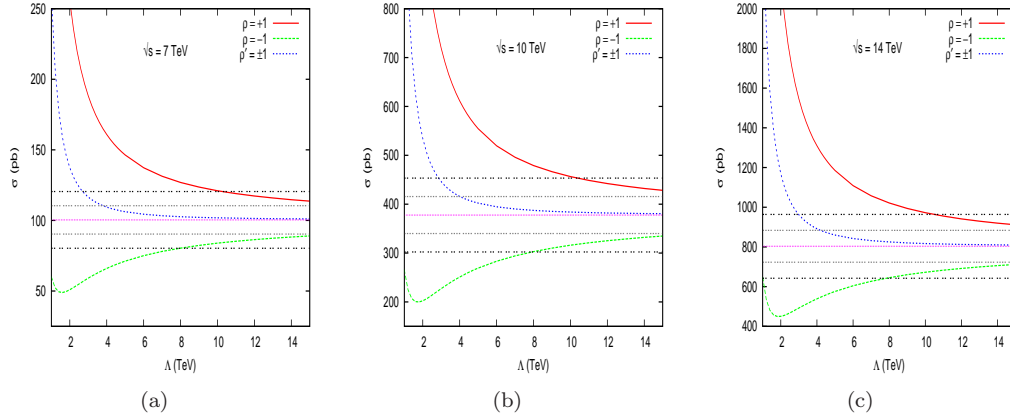 250
200
150
100
50
σ (pb)
2 4 6 8 10 12 14
Λ (TeV)
√s = 7 TeV
ρ = +1
ρ = −1
ρ′ = ±1
(a)
800
700
600
500
400
300
200
σ (pb)
2 4 6 8 10 12 14
Λ (TeV)
√s = 10 TeV
ρ = +1
ρ = −1
ρ′ = ±1
(b)
2000
1800
1600
1400
1200
1000
800
600
400
σ (pb)
2 4 6 8 10 12 14
Λ (TeV)
√s = 14 TeV
ρ = +1
ρ = −1
ρ′ = ±1
(c)